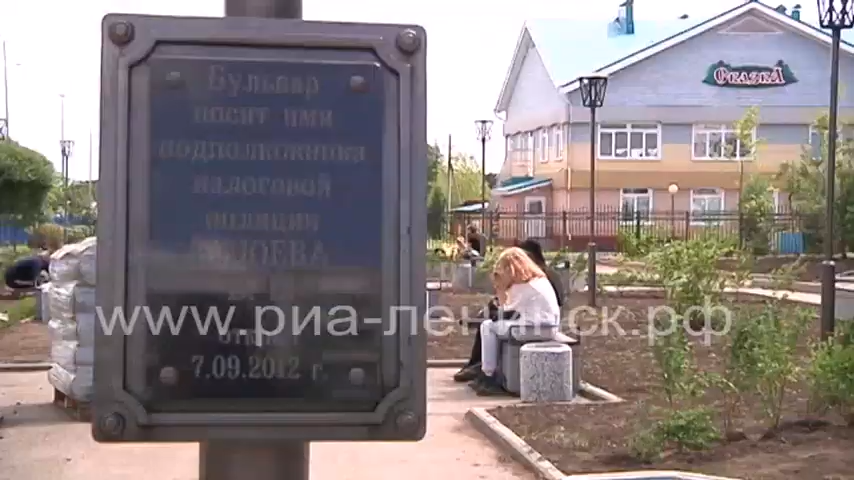 Бульвар
носит имя
подполковника
налоговой
полиции
www.риа-ленинск.рф
7.09.2012 г.
Сказка